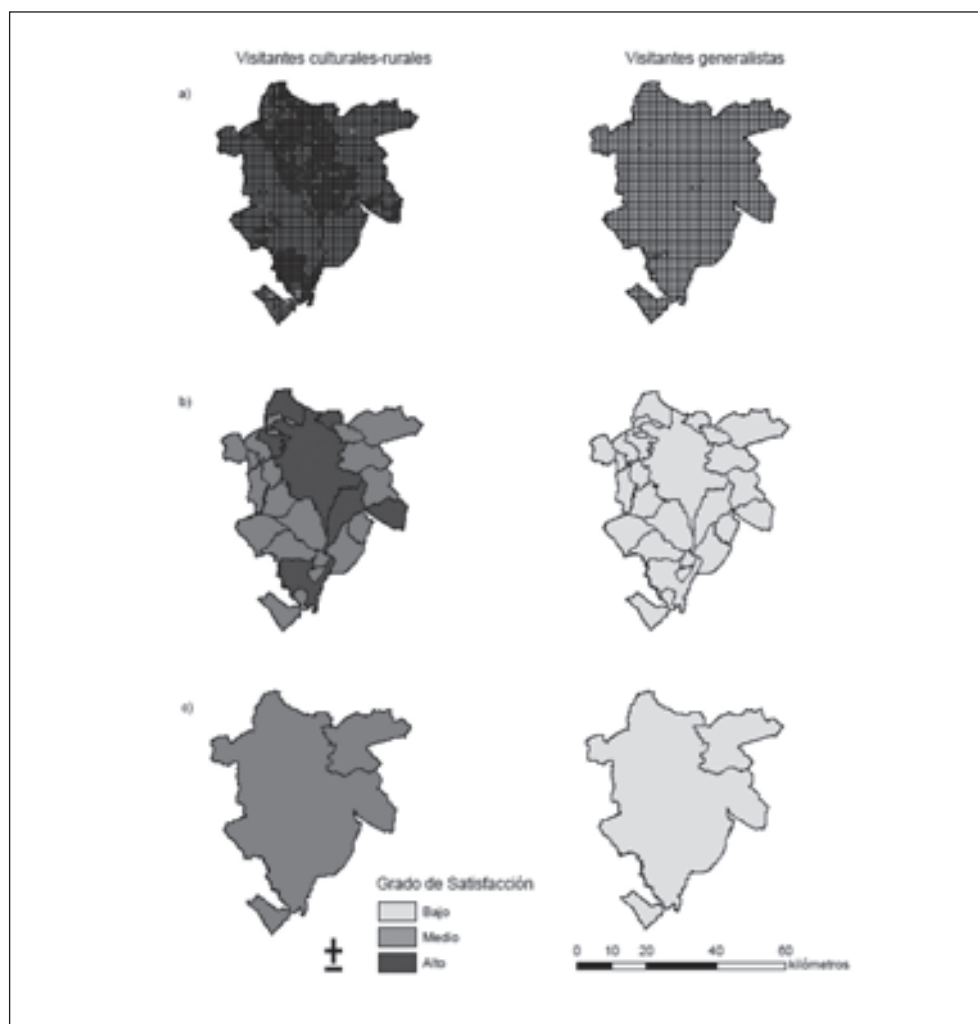 Visitantes culturales-rurales
Visitantes generalistas
a)
b)
c)
Grado de Satisfacción
Bajo
Medio
Alto
0 10 20 40 60
kilómetros